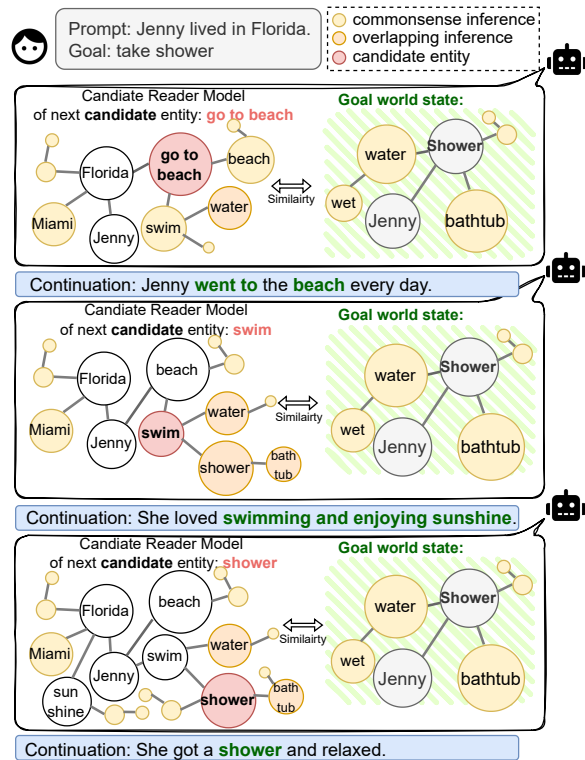 Prompt: Jenny lived in Florida.
Goal: take shower
commonsense inference
overlapping inference
candidate entity
Candiate Reader Model
of next candidate entity: go to beach
Goal world state:
Florida
go to
beach
beach
Miami
Jenny
swim
water
Similairty
water
Shower
wet
Jenny
bathtub
Continuation: Jenny went to the beach every day.
Candiate Reader Model
of next candidate entity: swim
Goal world state:
Florida
beach
Miami
Jenny
swim
water
shower
bath
tub
Similairty
water
Shower
wet
Jenny
bathtub
Continuation: She loved swimming and enjoying sunshine.
Candiate Reader Model
of next candidate entity: shower
Goal world state:
Florida
beach
Miami
Jenny
swim
water
sun
shine
shower
bath
tub
Similairty
water
Shower
wet
Jenny
bathtub
Continuation: She got a shower and relaxed.